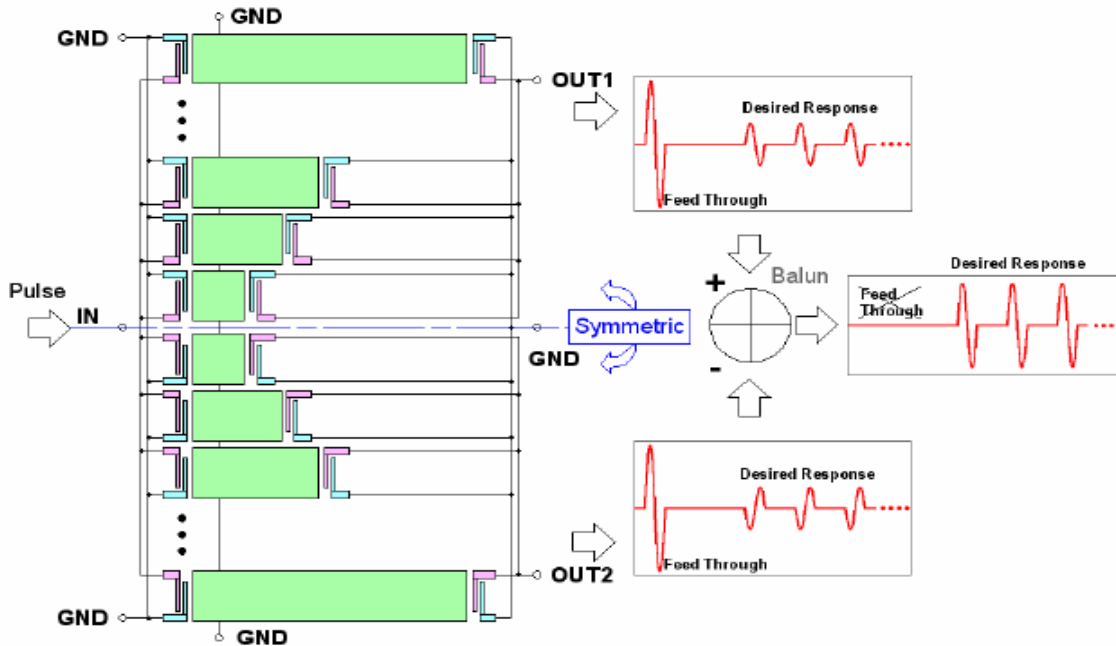 GND
GND
OUT1
Desired Response
Feed Through
Pulse
IN
GND
Symmetric
+
Balun
-
Desired Response
Feed
Through
Desired Response
Feed Through
OUT2
GND
GND